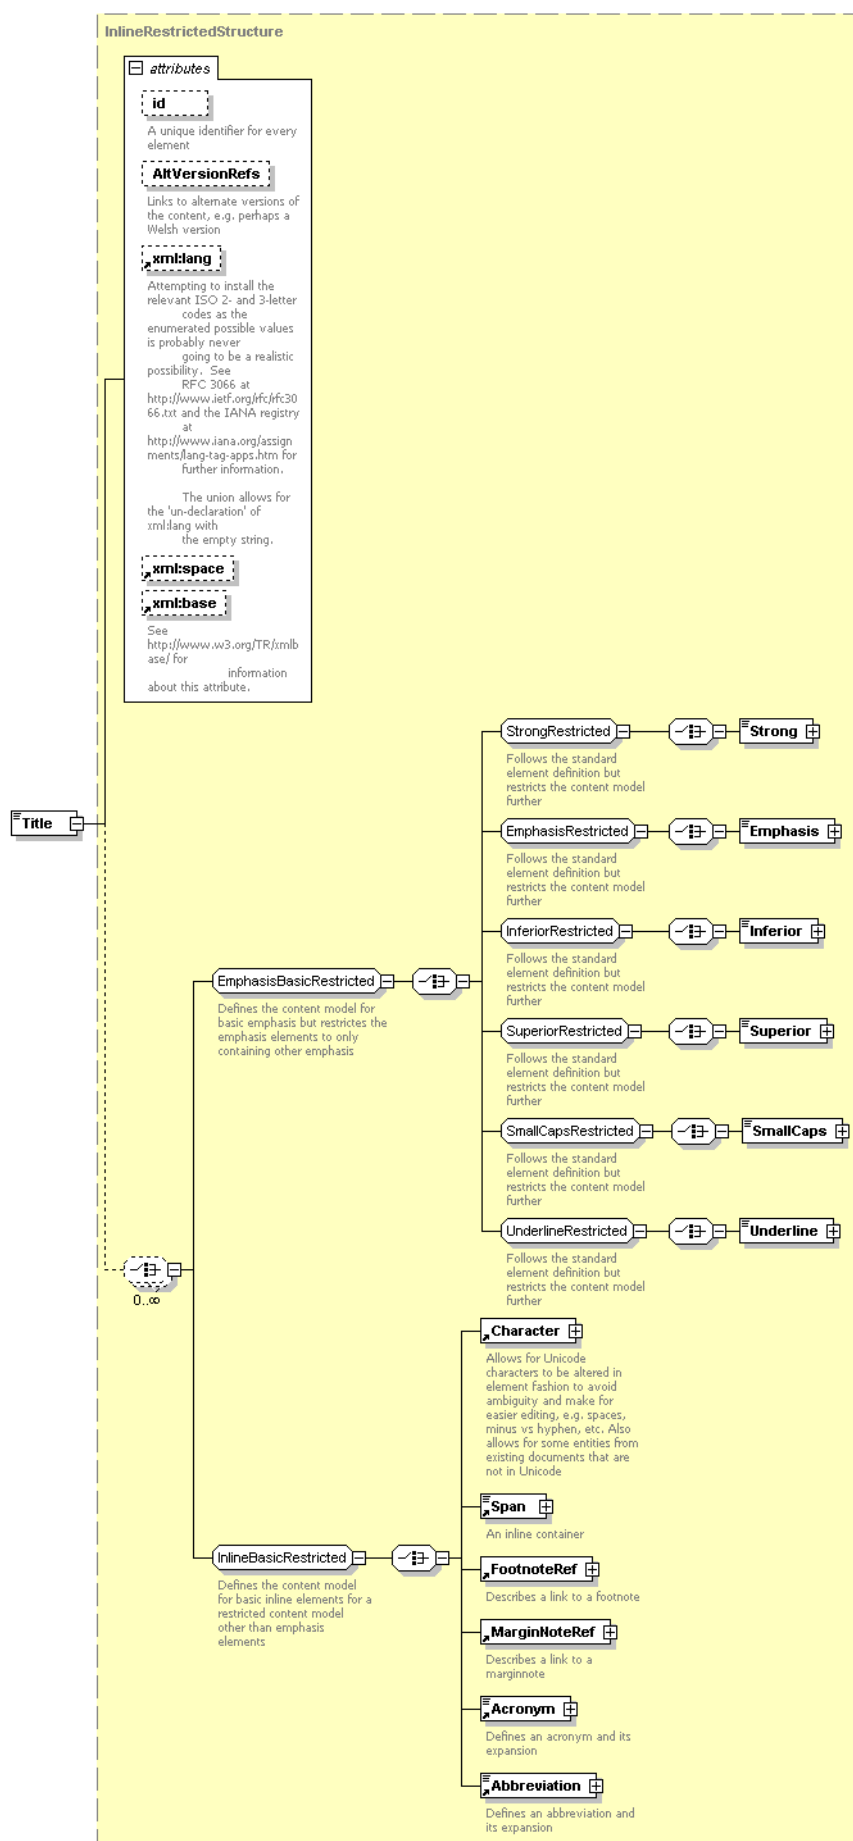 InlineRestrictedStructure
attributes
id
A unique identifier for every
element
AltVersionRefs
Links to alternate versions of
the content, e.g. perhaps a
Welsh version
xml:lang
Attempting to install the
relevant ISO 2- and 3-letter
codes as the
enumerated possible values
is probably never
going to be a realistic
possibility. See
RFC 3066 at
http://www.ietf.org/rfc/rfc30
66.txt and the IANA registry
at
http://www.iana.org/assign
ments/lang-tag-apps.htm for
further information.
The union allows for
the 'un-declaration' of
xml:lang with
the empty string.
xml:space
xml:base
See
http://www.w3.org/TR/xmlb
ase/ for
information
about this attribute.
Title
EmphasisBasicRestricted
Defines the content model for
basic emphasis but restrictes the
emphasis elements to only
containing other emphasis
StrongRestricted
Strong
Follows the standard
element definition but
restricts the content model
further
EmphasisRestricted
Emphasis
Follows the standard
element definition but
restricts the content model
further
InferiorRestricted
Inferior
Follows the standard
element definition but
restricts the content model
further
SuperiorRestricted
Superior
Follows the standard
element definition but
restricts the content model
further
SmallCapsRestricted
SmallCaps
Follows the standard
element definition but
restricts the content model
further
UnderlineRestricted
Underline
Follows the standard
element definition but
restricts the content model
further
0..∞
InlineBasicRestricted
Defines the content model
for basic inline elements for a
restricted content model
other than emphasis
elements
Character
Allows for Unicode
characters to be altered in
element fashion to avoid
ambiguity and make for
easier editing, e.g. spaces,
minus vs hyphen, etc. Also
allows for some entities from
existing documents that are
not in Unicode
Span
An inline container
FootnoteRef
Describes a link to a footnote
MarginNoteRef
Describes a link to a
marginnote
Acronym
Defines an acronym and its
expansion
Abbreviation
Defines an abbreviation and
its expansion